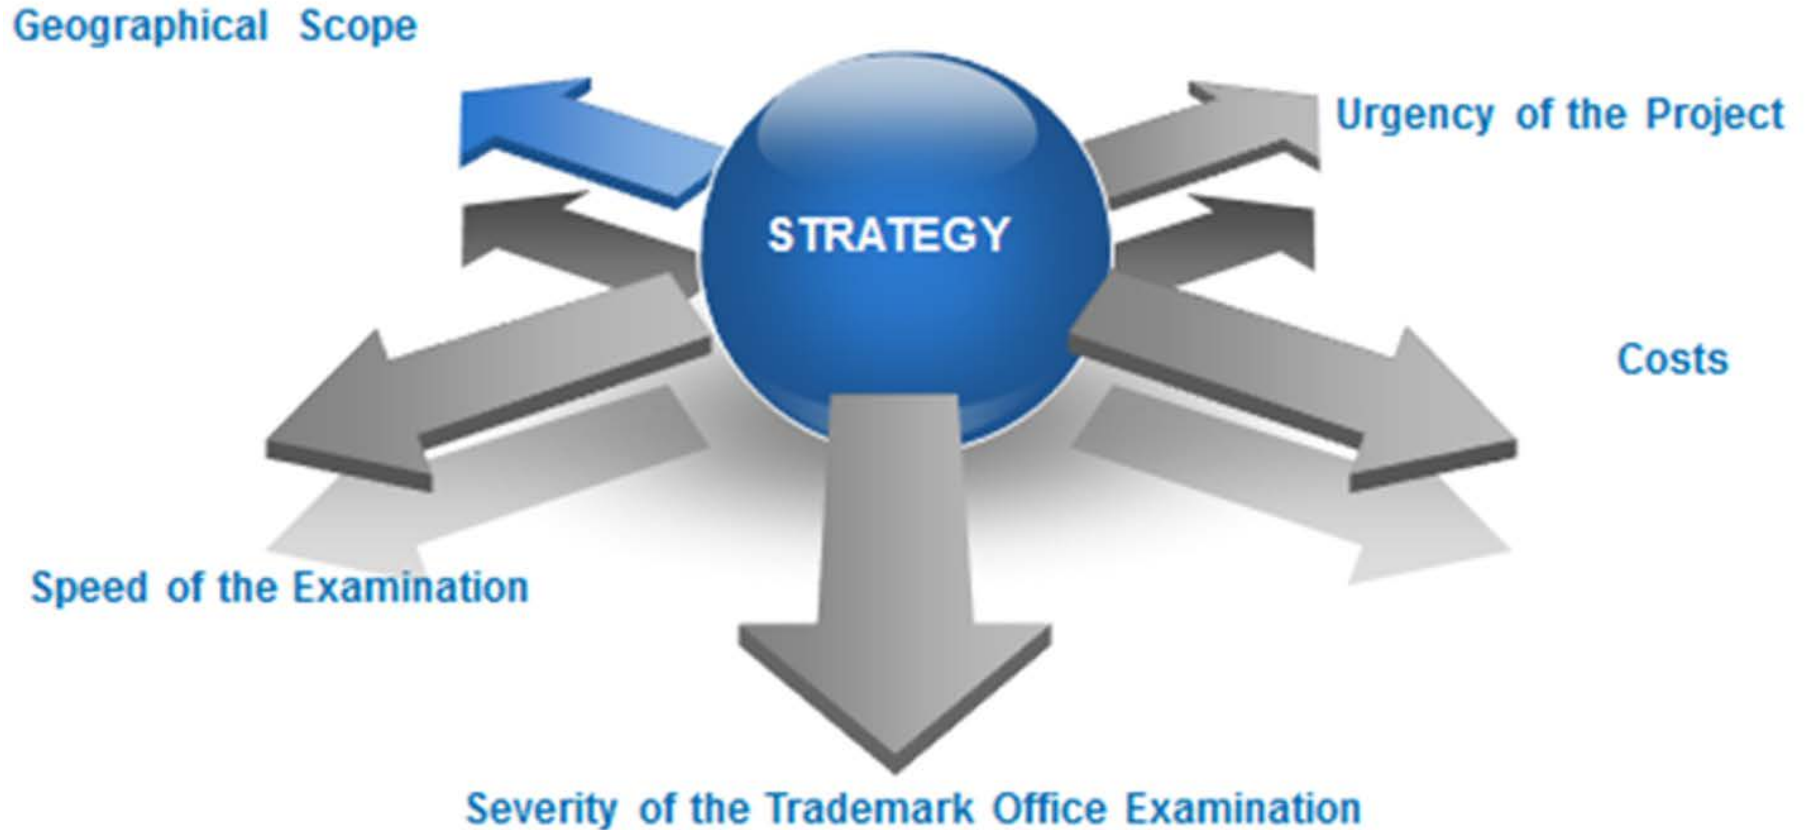 Geographical Scope
Urgency of the Project
STRATEGY
Costs
Speed of the Examination
Severity of the Trademark Office Examination